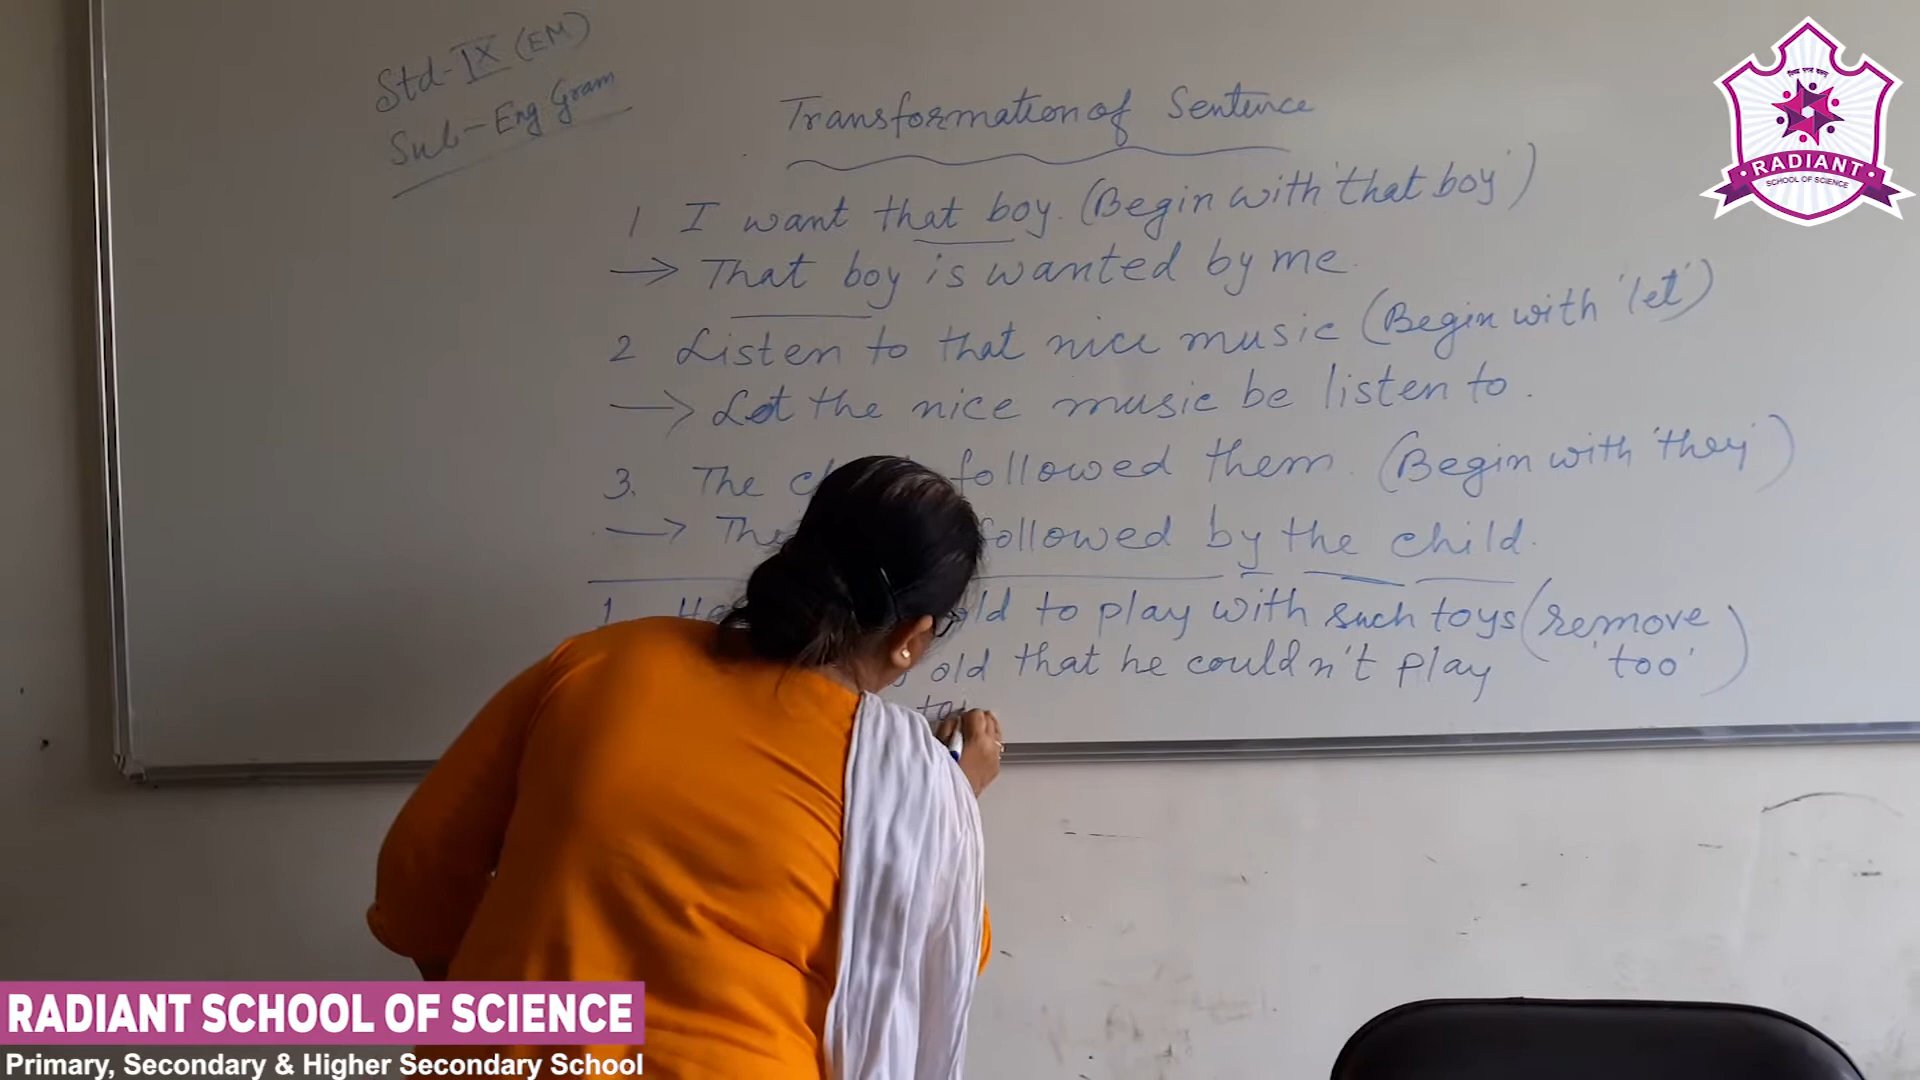 Std-IX (EM)
Sub-Eng Gram
Transformation of Sentence
1 I want that boy. (Begin with 'that boy')
→ That boy is wanted by me
2 Listen to that nice music (Begin with 'let')
→ Let the nice music be listen to.
3. The followed them. (Begin with 'they')
→ followed by the child.
1. old to play with such toys (remove 'too')
old that he couldn't play
RADIANT
SCHOOL OF SCIENCE
RADIANT SCHOOL OF SCIENCE
Primary, Secondary & Higher Secondary School